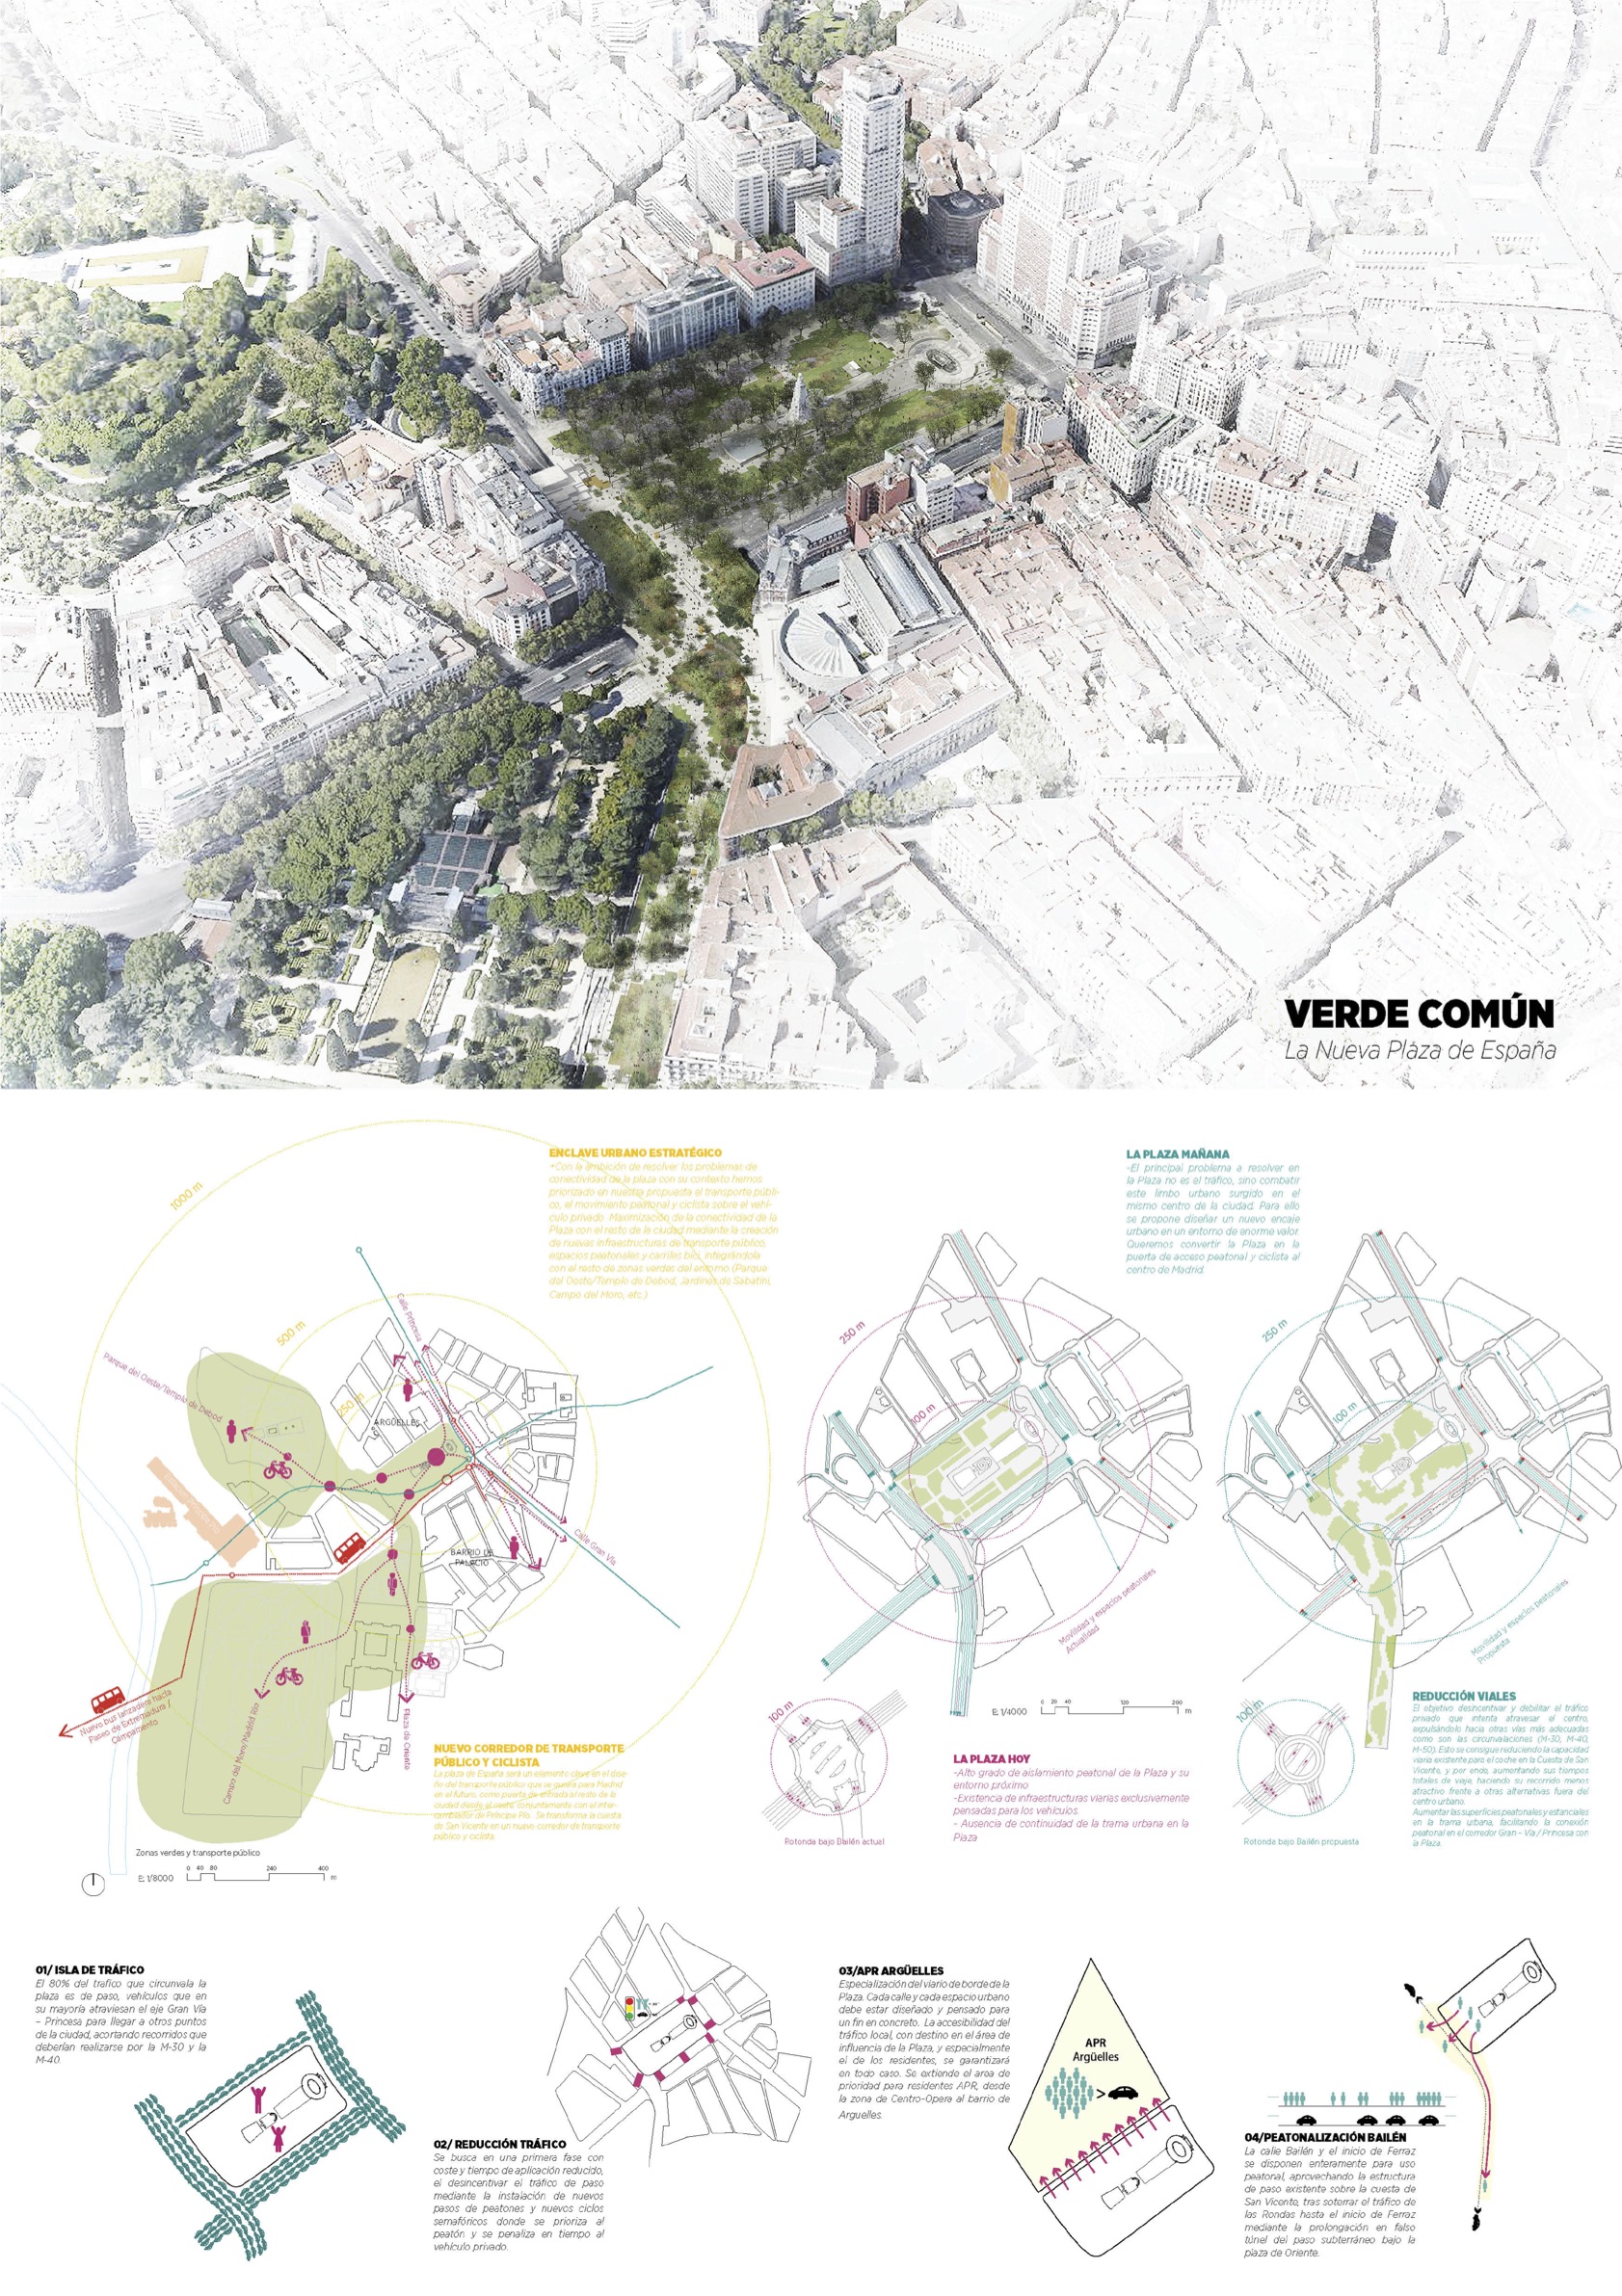 VERDE COMÚN
La Nueva Plaza de España
ENCLAVE URBANO ESTRATÉGICO
+Con la ambición de resolver los problemas de
conectividad de la plaza con su contexto hemos
priorizado en nuestra propuesta el transporte públi-
co, el movimiento peatonal y ciclista sobre el vehí-
culo privado. Maximización de la conectividad de la
Plaza con el resto de la ciudad mediante la creación
de nuevas infraestructuras de transporte público,
espacios peatonales y carriles bici, integrándola
con el resto de zonas verdes del entorno (Parque
del Oesto/Templo de Debod, Jardines de Sabatini,
Campo del Moro, etc.)
1000 m
500 m
250 m
Calle Princesa
Parque del Oeste/Templo de Debod
ARGÜELLES
BARRIO DE
PALACIO
Calle Gran Vía
Plaza de Oriente
Campo del Moro/Madrid Río
Nuevo bus lanzadera hacia
Paseo de Extremadura /
Campamento
NUEVO CORREDOR DE TRANSPORTE
PÚBLICO Y CICLISTA
La plaza de España será un elemento clave en el dise-
ño del transporte público que se quiera para Madrid
en el futuro, como puerta de entrada al resto de la
ciudad desde el oeste, conjuntamente con el inter-
cambiador de Príncipe Pío. Se transforma la cuesta
de San Vicente en un nuevo corredor de transporte
público y ciclista.
Zonas verdes y transporte público
E: 1/8000
0 40 80 240 400
m
LA PLAZA MAÑANA
-El principal problema a resolver en
la Plaza no es el tráfico, sino combatir
este limbo urbano surgido en el
mismo centro de la ciudad. Para ello
se propone diseñar un nuevo encaje
urbano en un entorno de enorme valor.
Queremos convertir la Plaza en la
puerta de acceso peatonal y ciclista al
centro de Madrid.
250 m
100 m
Movilidad y espacios peatonales
Actualidad
250 m
100 m
Movilidad y espacios peatonales
Propuesta
E: 1/4000
0 20 40 120 200
m
100 m
Rotonda bajo Bailén actual
LA PLAZA HOY
-Alto grado de aislamiento peatonal de la Plaza y su
entorno próximo
-Existencia de infraestructuras viarias exclusivamente
pensadas para los vehículos.
- Ausencia de continuidad de la trama urbana en la
Plaza
100 m
Rotonda bajo Bailén propuesta
REDUCCIÓN VIALES
El objetivo desincentivar y debilitar el tráfico
privado que intenta atravesar el centro,
expulsándolo hacia otras vías más adecuadas
como son las circunvalaciones (M-30, M-40,
M-50). Esto se consigue reduciendo la capacidad
viaria existente para el coche en la Cuesta de San
Vicente, y por ende, aumentando sus tiempos
totales de viaje, haciendo su recorrido menos
atractivo frente a otras alternativas fuera del
centro urbano.
Aumentar las superficies peatonales y estanciales
en la trama urbana, facilitando la conexión
peatonal en el corredor Gran – Vía / Princesa con
la Plaza.
01/ ISLA DE TRÁFICO
El 80% del trafico que circunvala la
plaza es de paso, vehículos que en
su mayoría atraviesan el eje Gran Vía
– Princesa para llegar a otros puntos
de la ciudad, acortando recorridos que
deberían realizarse por la M-30 y la
M-40.
02/ REDUCCIÓN TRÁFICO
Se busca en una primera fase con
coste y tiempo de aplicación reducido,
el desincentivar el tráfico de paso
mediante la instalación de nuevos
pasos de peatones y nuevos ciclos
semafóricos donde se prioriza al
peatón y se penaliza en tiempo al
vehículo privado.
03/APR ARGÜELLES
Especialización del viario de borde de la
Plaza. Cada calle y cada espacio urbano
debe estar diseñado y pensado para
un fin en concreto. La accesibilidad del
tráfico local, con destino en el área de
influencia de la Plaza, y especialmente
el de los residentes, se garantizará
en todo caso. Se extiende el area de
prioridad para residentes APR, desde
la zona de Centro-Opera al barrio de
Arguelles.
APR
Argüelles
>
04/PEATONALIZACIÓN BAILÉN
La calle Bailén y el inicio de Ferraz
se disponen enteramente para uso
peatonal, aprovechando la estructura
de paso existente sobre la cuesta de
San Vicente, tras soterrar el tráfico de
las Rondas hasta el inicio de Ferraz
mediante la prolongación en falso
túnel del paso subterráneo bajo la
plaza de Oriente.